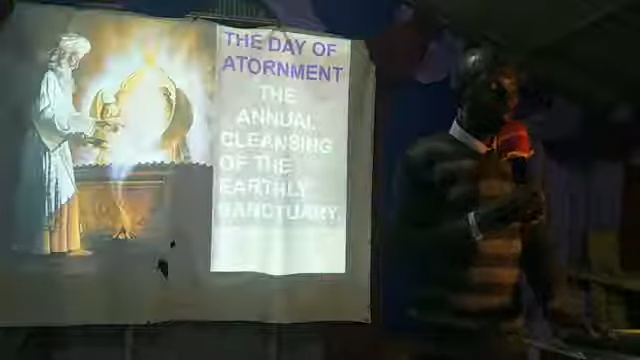 THE DAY OF
ATORNMENT
THE
ANNUAL
CLEANSING
OF THE
EARTHLY
SANCTUARY.